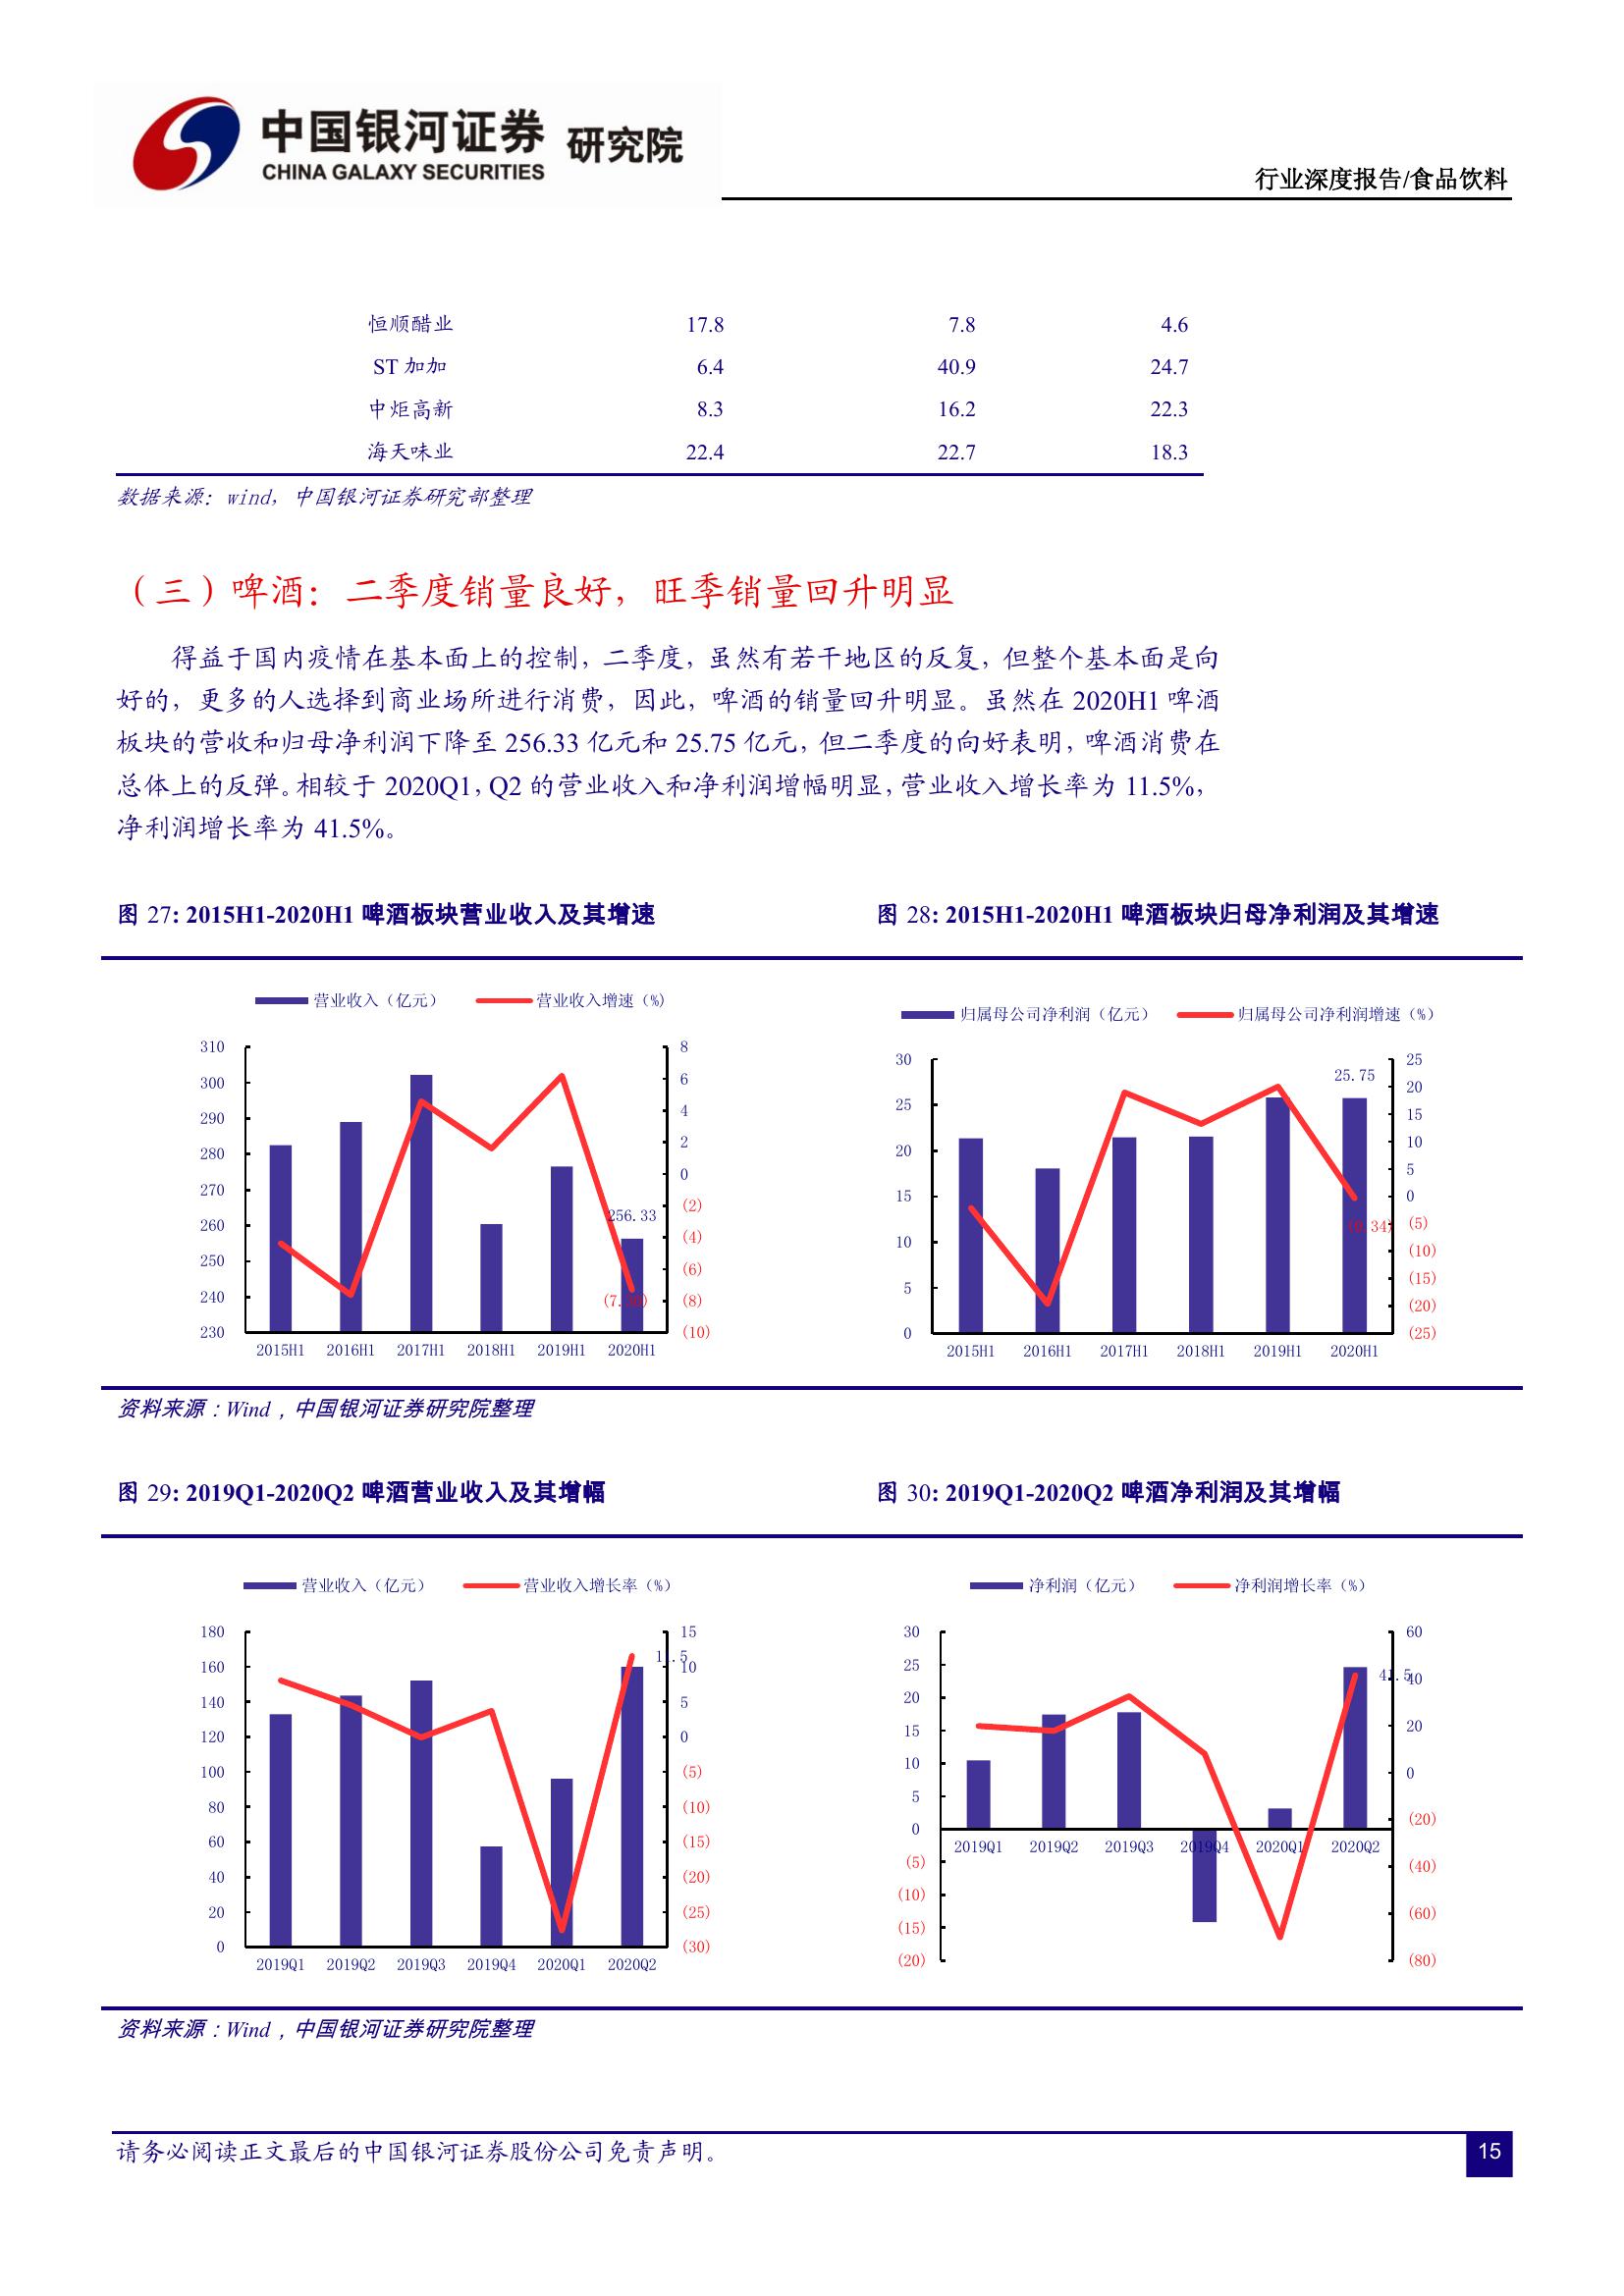 中国银河证券 研究院
CHINA GALAXY SECURITIES
行业深度报告/食品饮料
恒顺醋业 17.8 7.8 4.6
ST 加加 6.4 40.9 24.7
中炬高新 8.3 16.2 22.3
海天味业 22.4 22.7 18.3
数据来源：wind，中国银河证券研究部整理
（三）啤酒：二季度销量良好，旺季销量回升明显
得益于国内疫情在基本面上的控制，二季度，虽然有若干地区的反复，但整个基本面是向
好的，更多的人选择到商业场所进行消费，因此，啤酒的销量回升明显。虽然在 2020H1 啤酒
板块的营收和归母净利润下降至 256.33 亿元和 25.75 亿元，但二季度的向好表明，啤酒消费在
总体上的反弹。相较于 2020Q1，Q2 的营业收入和净利润增幅明显，营业收入增长率为 11.5%，
净利润增长率为 41.5%。
图 27: 2015H1-2020H1 啤酒板块营业收入及其增速
营业收入（亿元） 营业收入增速（%）
310
300
290
280
270
260
250
240
230
8
6
4
2
0
(2)
(4)
(6)
(8)
(10)
256.33
2015H1 2016H1 2017H1 2018H1 2019H1 2020H1
图 28: 2015H1-2020H1 啤酒板块归母净利润及其增速
归属母公司净利润（亿元） 归属母公司净利润增速（%）
30
25
20
15
10
5
0
25
20
15
10
5
0
(5)
(10)
(15)
(20)
(25)
25.75
(0.34)
2015H1 2016H1 2017H1 2018H1 2019H1 2020H1
资料来源：Wind，中国银河证券研究院整理
图 29: 2019Q1-2020Q2 啤酒营业收入及其增幅
营业收入（亿元） 营业收入增长率（%）
180
160
140
120
100
80
60
40
20
0
15
10
5
0
(5)
(10)
(15)
(20)
(25)
(30)
11.5
2019Q1 2019Q2 2019Q3 2019Q4 2020Q1 2020Q2
图 30: 2019Q1-2020Q2 啤酒净利润及其增幅
净利润（亿元） 净利润增长率（%）
30
25
20
15
10
5
0
(5)
(10)
(15)
(20)
60
40
20
0
(20)
(40)
(60)
(80)
41.5
2019Q1 2019Q2 2019Q3 2019Q4 2020Q1 2020Q2
资料来源：Wind，中国银河证券研究院整理
请务必阅读正文最后的中国银河证券股份公司免责声明。
15